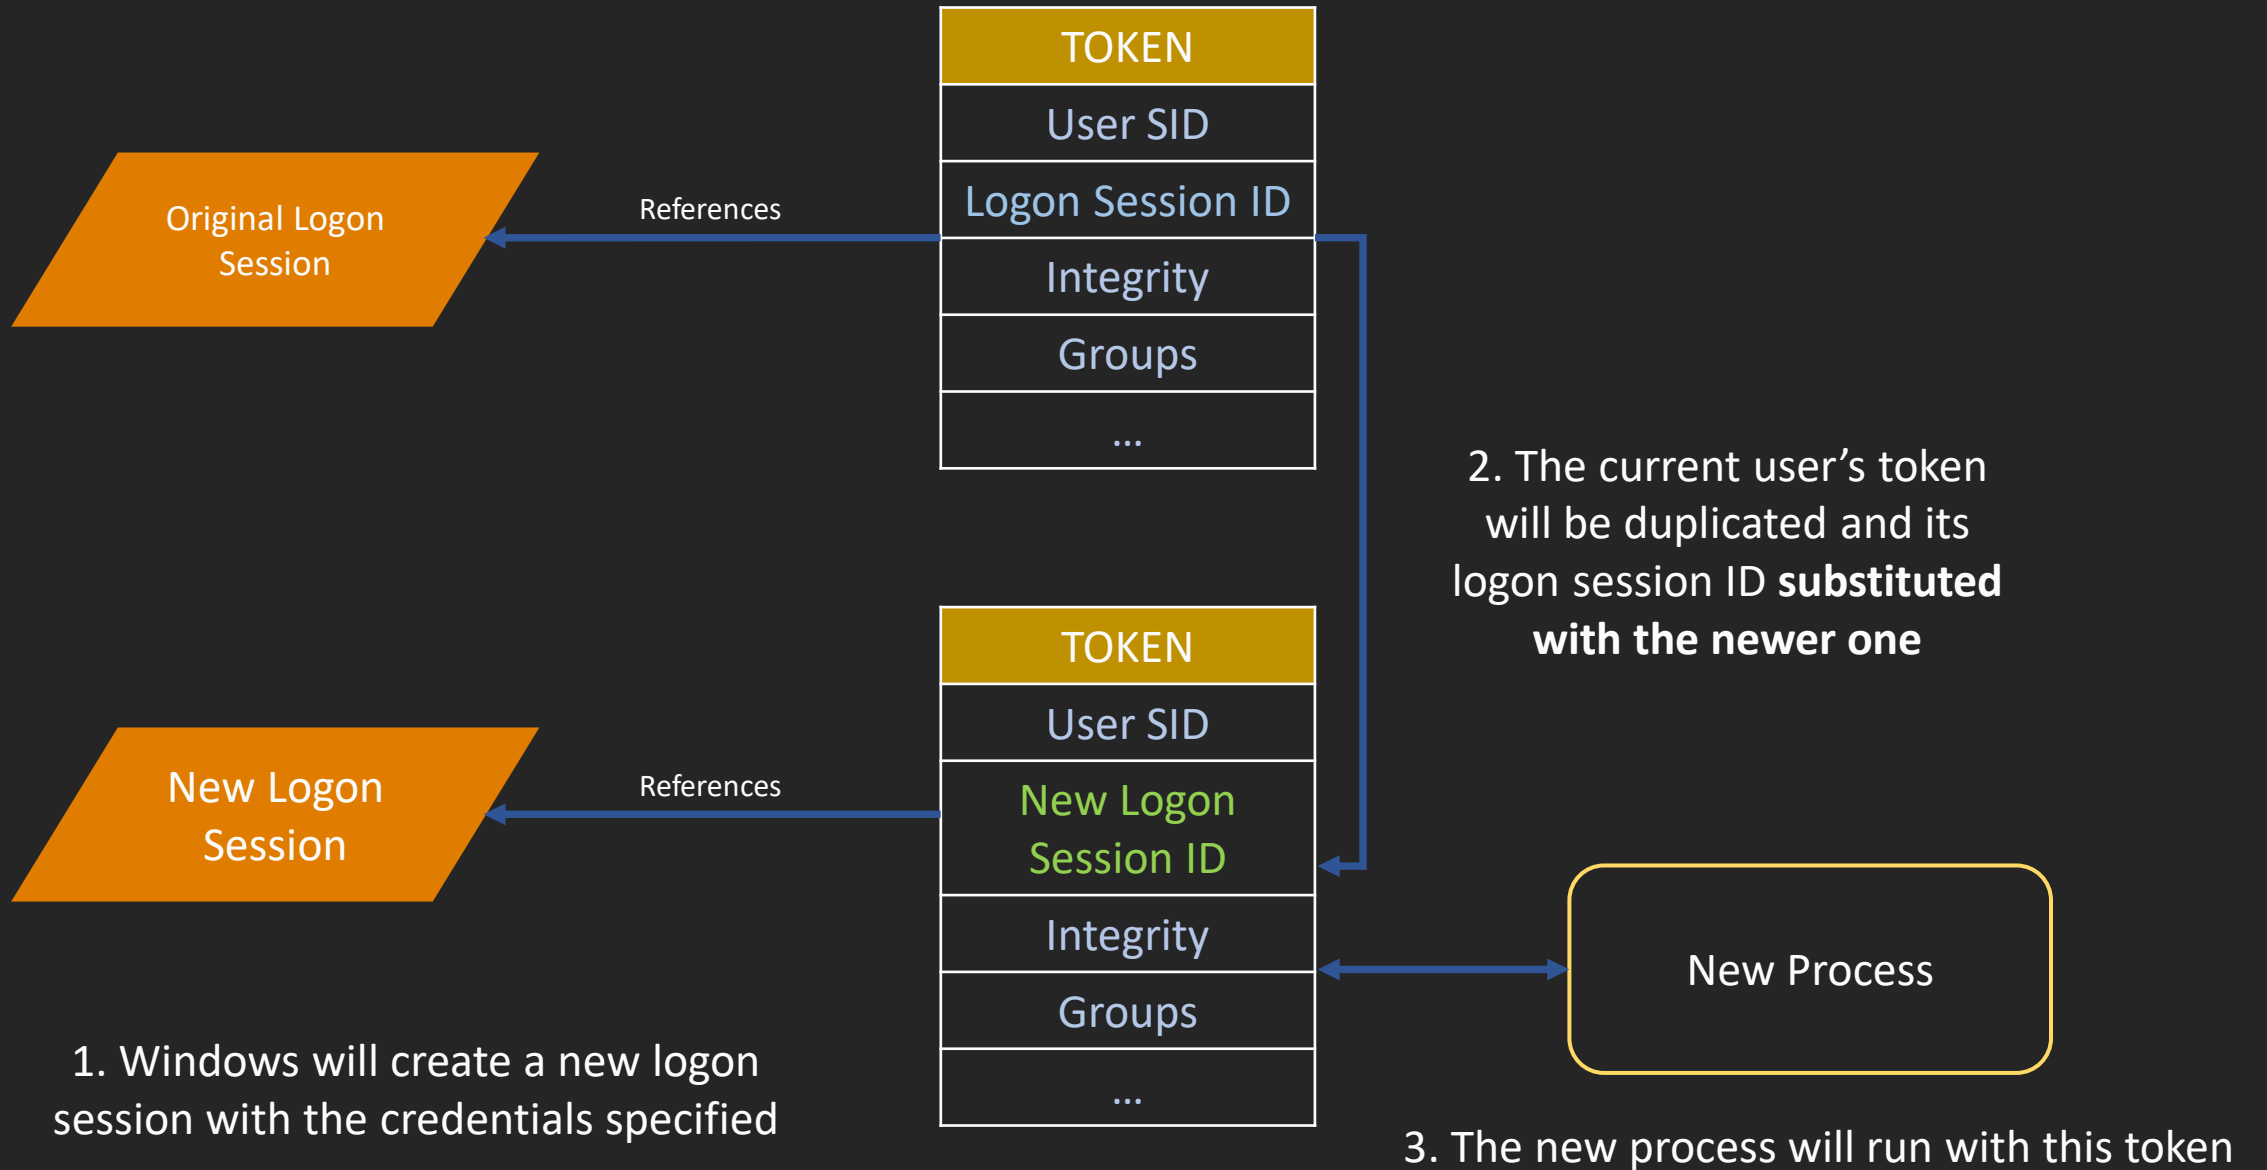 TOKEN
User SID
Logon Session ID
Integrity
Groups
...
Original Logon
Session
References
2. The current user’s token
will be duplicated and its
logon session ID substituted
with the newer one
TOKEN
User SID
New Logon
Session ID
Integrity
Groups
...
New Logon
Session
References
New Process
1. Windows will create a new logon
session with the credentials specified
3. The new process will run with this token